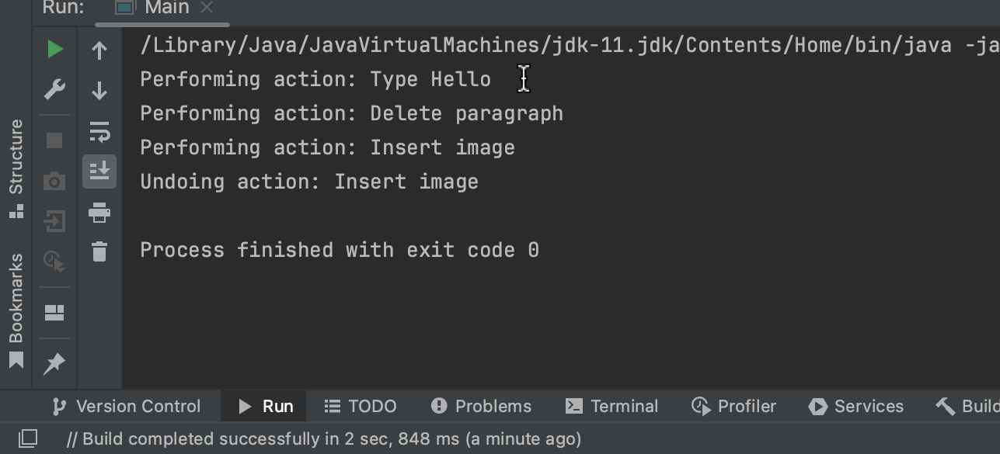 Run:
Main
/Library/Java/JavaVirtualMachines/jdk-11.jdk/Contents/Home/bin/java -ja
Performing action: Type Hello
Performing action: Delete paragraph
Performing action: Insert image
Undoing action: Insert image
Process finished with exit code 0
Structure
Bookmarks
Version Control
Run
TODO
Problems
Terminal
Profiler
Services
Build
// Build completed successfully in 2 sec, 848 ms (a minute ago)